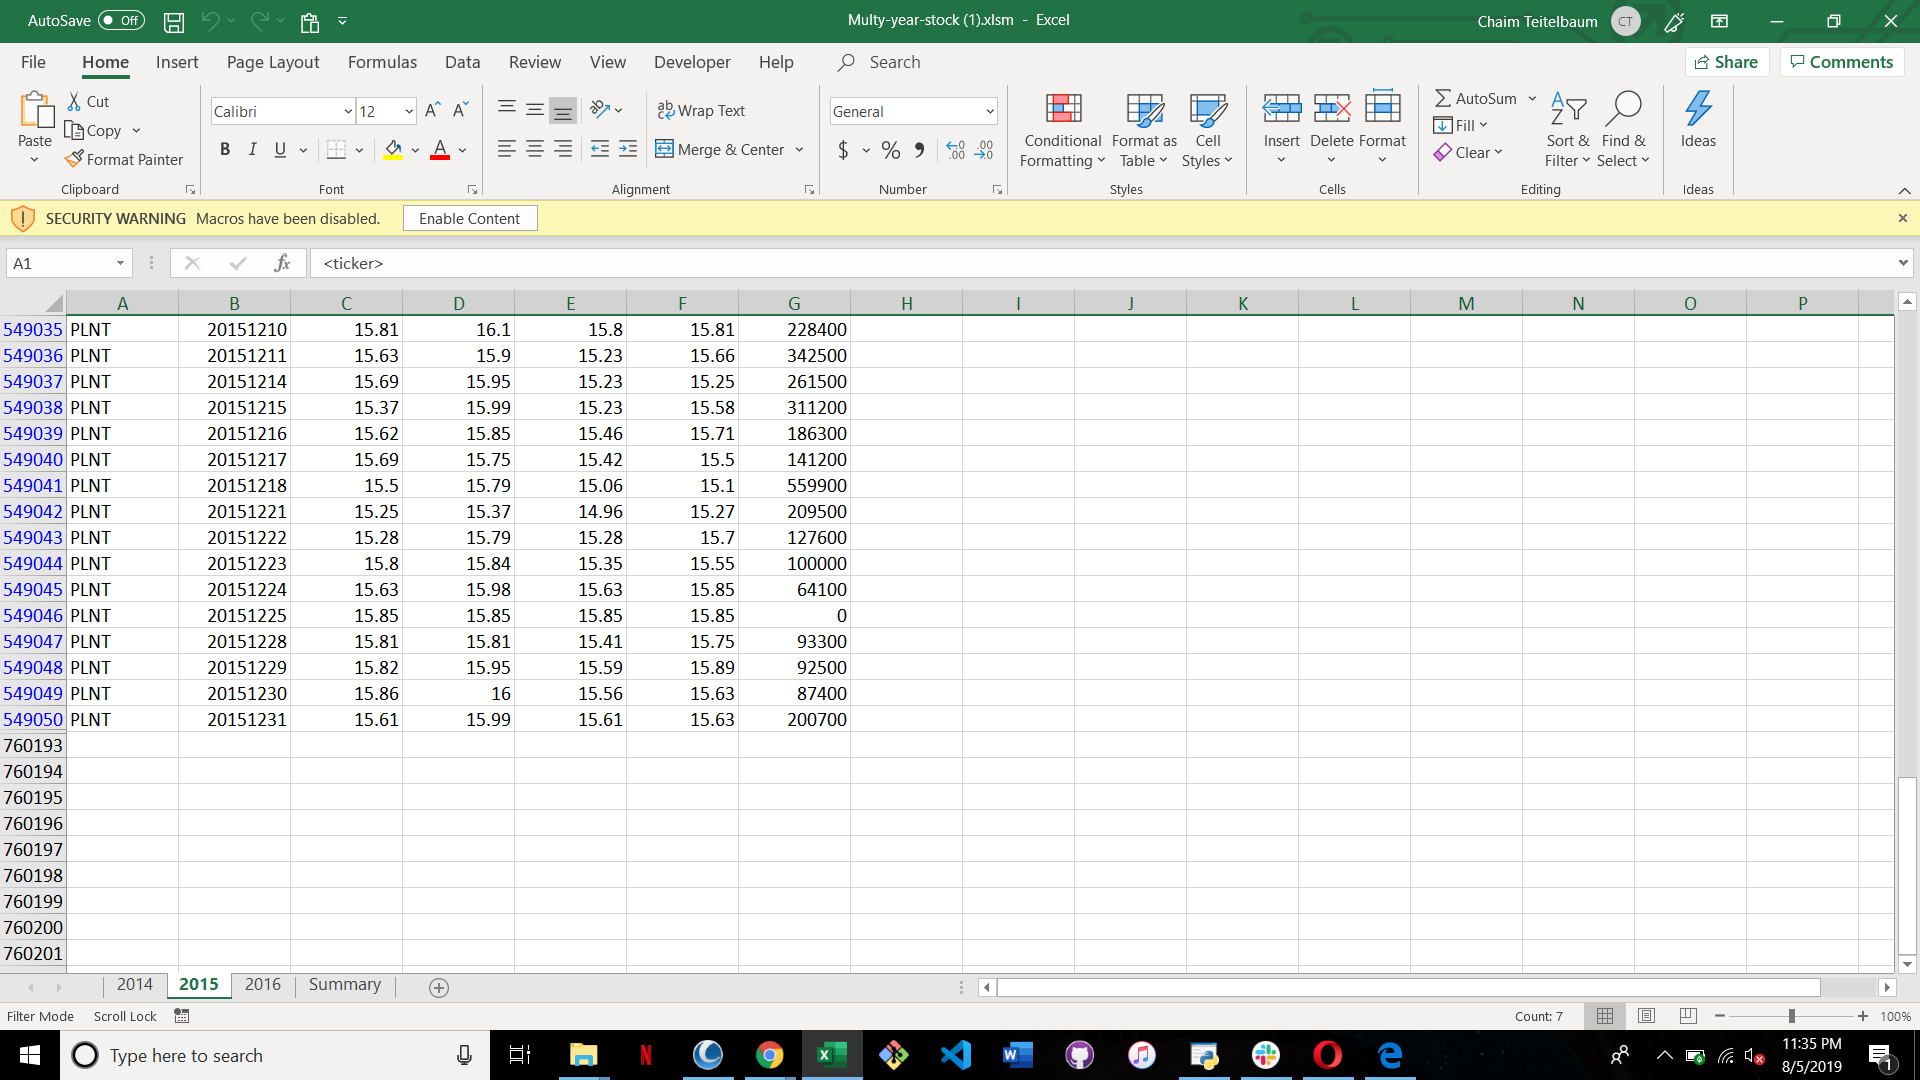 AutoSave Off Multy-year-stock (1).xlsm - Excel Chaim Teitelbaum CT
File Home Insert Page Layout Formulas Data Review View Developer Help Search Share Comments
Paste Cut Copy Format Painter Clipboard
Calibri 12 B I U A Font
Wrap Text Merge & Center Alignment
General $ % , .00 .0 .00 Number
Conditional Formatting Format as Table Cell Styles Styles
Insert Delete Format Cells
AutoSum Fill Clear Sort & Filter Find & Select Editing
Ideas Ideas
SECURITY WARNING Macros have been disabled. Enable Content
A1 fx <ticker>
A B C D E F G H I J K L M N O P
549035 PLNT 20151210 15.81 16.1 15.8 15.81 228400
549036 PLNT 20151211 15.63 15.9 15.23 15.66 342500
549037 PLNT 20151214 15.69 15.95 15.23 15.25 261500
549038 PLNT 20151215 15.37 15.99 15.23 15.58 311200
549039 PLNT 20151216 15.62 15.85 15.46 15.71 186300
549040 PLNT 20151217 15.69 15.75 15.42 15.5 141200
549041 PLNT 20151218 15.5 15.79 15.06 15.1 559900
549042 PLNT 20151221 15.25 15.37 14.96 15.27 209500
549043 PLNT 20151222 15.28 15.79 15.28 15.7 127600
549044 PLNT 20151223 15.8 15.84 15.35 15.55 100000
549045 PLNT 20151224 15.63 15.98 15.63 15.85 64100
549046 PLNT 20151225 15.85 15.85 15.85 15.85 0
549047 PLNT 20151228 15.81 15.81 15.41 15.75 93300
549048 PLNT 20151229 15.82 15.95 15.59 15.89 92500
549049 PLNT 20151230 15.86 16 15.56 15.63 87400
549050 PLNT 20151231 15.61 15.99 15.61 15.63 200700
760193
760194
760195
760196
760197
760198
760199
760200
760201
2014 2015 2016 Summary
Filter Mode Scroll Lock Count: 7 100%
Type here to search 11:35 PM
8/5/2019 1